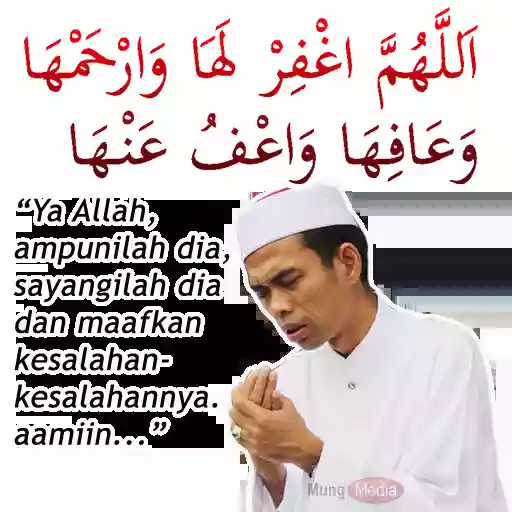 اَللَّهُمَّ اغْفِرْ لَهَا وَارْحَمْهَا
وَعَافِهَا وَاعْفُ عَنْهَا
“Ya Allah,
ampunilah dia,
sayangilah dia
dan maafkan
kesalahan-
kesalahannya.
aamiin...”
Mung Media